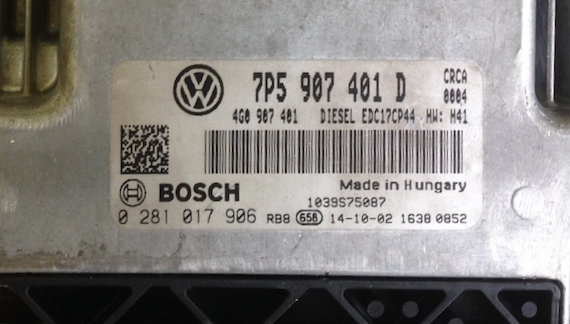 7P5 907 401 D CRCA
0004
4G0 907 401 DIESEL EDC17CP44 HW: H41
BOSCH
Made in Hungary
1039S75087
0 281 017 906 RB8 658 14-10-02 1638 0852